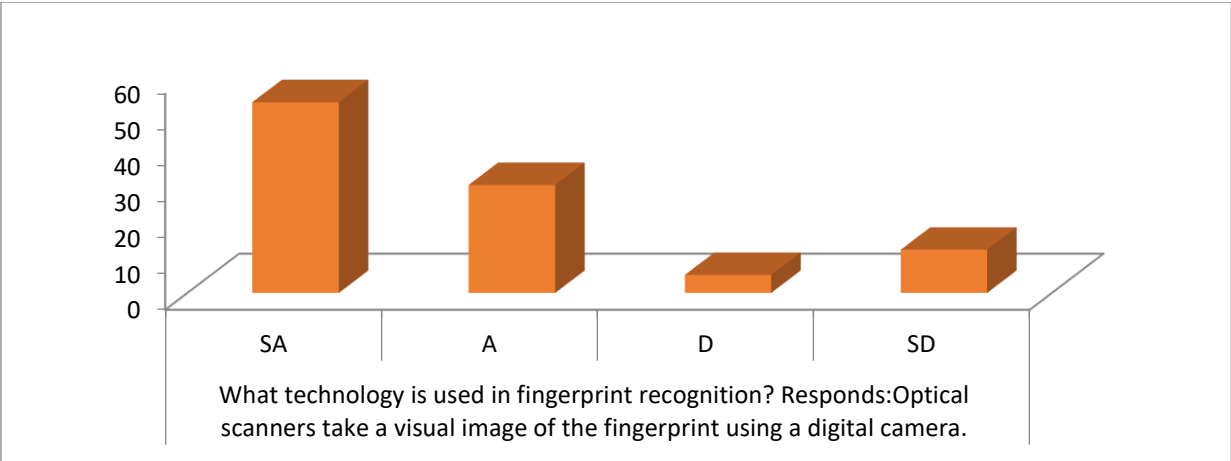 60
50
40
30
20
10
0
SA A D SD
What technology is used in fingerprint recognition? Responds:Optical
scanners take a visual image of the fingerprint using a digital camera.